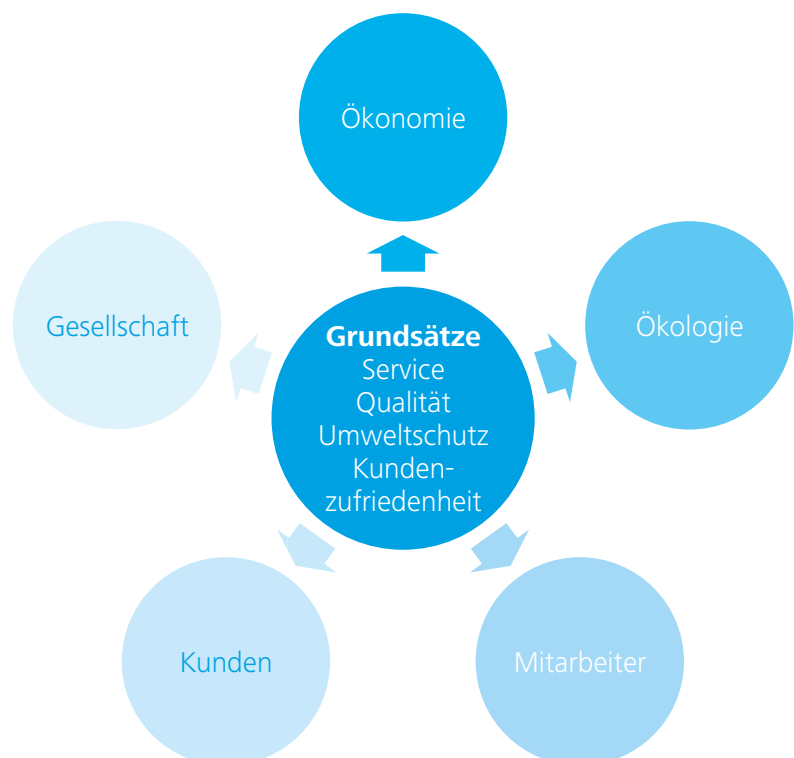 Ökonomie
Gesellschaft
Ökologie
Grundsätze
Service
Qualität
Umweltschutz
Kunden-
zufriedenheit
Kunden
Mitarbeiter